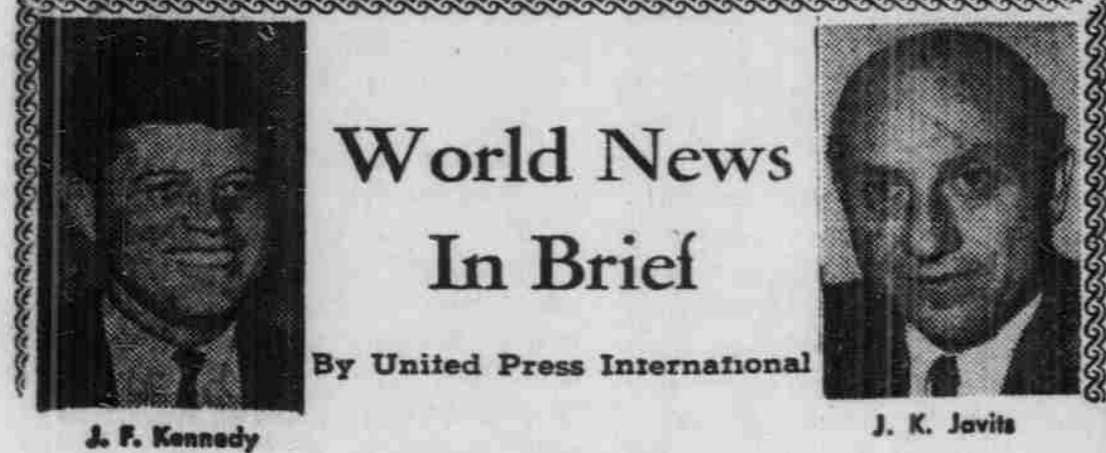 World News
In Brief
By United Press International
J. F. Kennedy
J. K. Javits